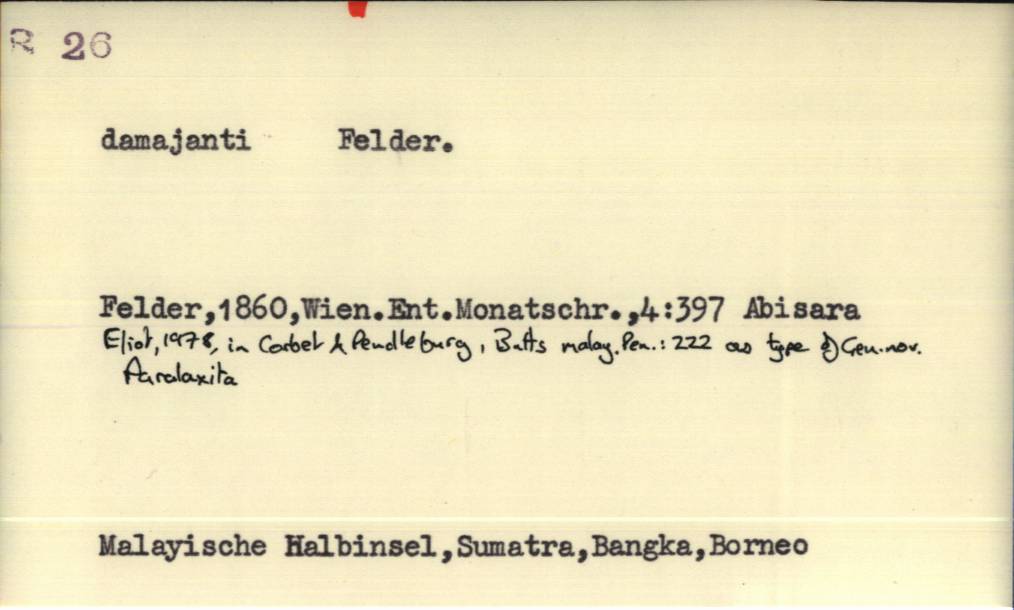 R 26
damajanti Felder.
Felder,1860,Wien.Ent.Monatschr.,4:397 Abisara
Eliot, 1978, in Corbet & Pendlebury, Butts malay. Pen.: 222 as type of Gen. nov.
Paralaxita
Malayische Halbinsel,Sumatra,Bangka,Borneo